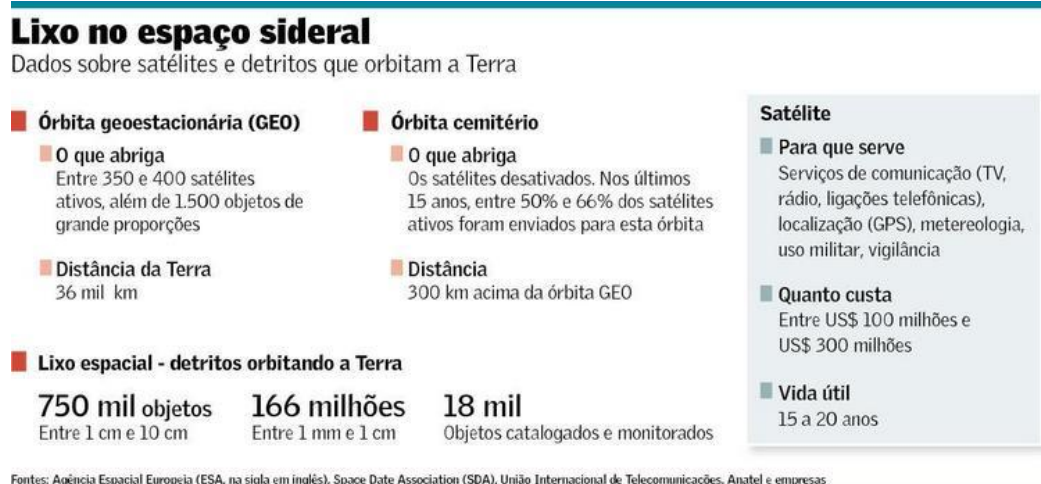 Lixo no espaço sideral
Dados sobre satélites e detritos que orbitam a Terra
Órbita geoestacionária (GEO)
O que abriga
Entre 350 e 400 satélites
ativos, além de 1.500 objetos de
grande proporções
Distância da Terra
36 mil km
Órbita cemitério
O que abriga
Os satélites desativados. Nos últimos
15 anos, entre 50% e 66% dos satélites
ativos foram enviados para esta órbita
Distância
300 km acima da órbita GEO
Lixo espacial - detritos orbitando a Terra
750 mil objetos
Entre 1 cm e 10 cm
166 milhões
Entre 1 mm e 1 cm
18 mil
Objetos catalogados e monitorados
Satélite
Para que serve
Serviços de comunicação (TV,
rádio, ligações telefônicas),
localização (GPS), metereologia,
uso militar, vigilância
Quanto custa
Entre US$ 100 milhões e
US$ 300 milhões
Vida útil
15 a 20 anos
Fontes: Agência Espacial Europeia (ESA, na sigla em inglês), Space Date Association (SDA), União Internacional de Telecomunicações, Anatel e empresas